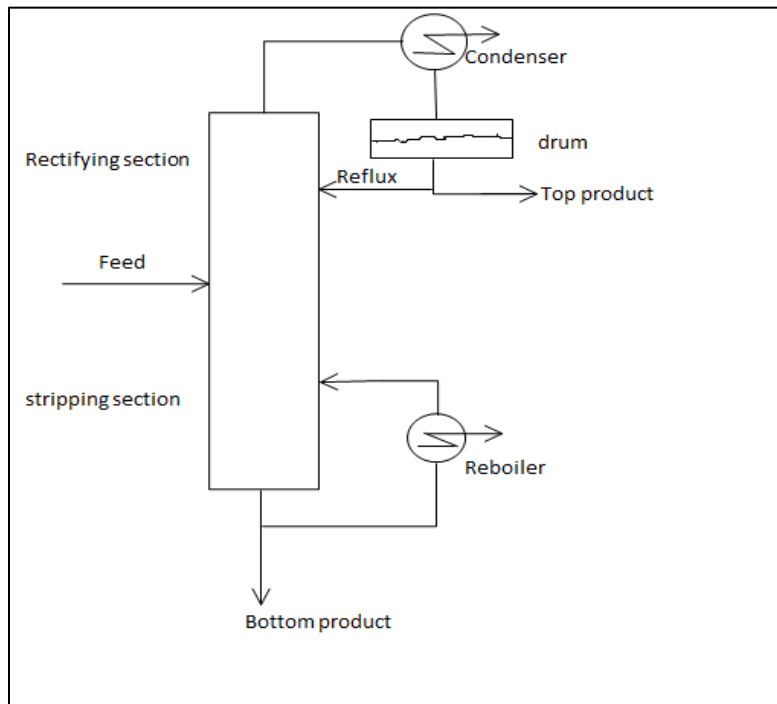 Condenser
drum
Rectifying section
Reflux
Top product
Feed
stripping section
Reboiler
Bottom product